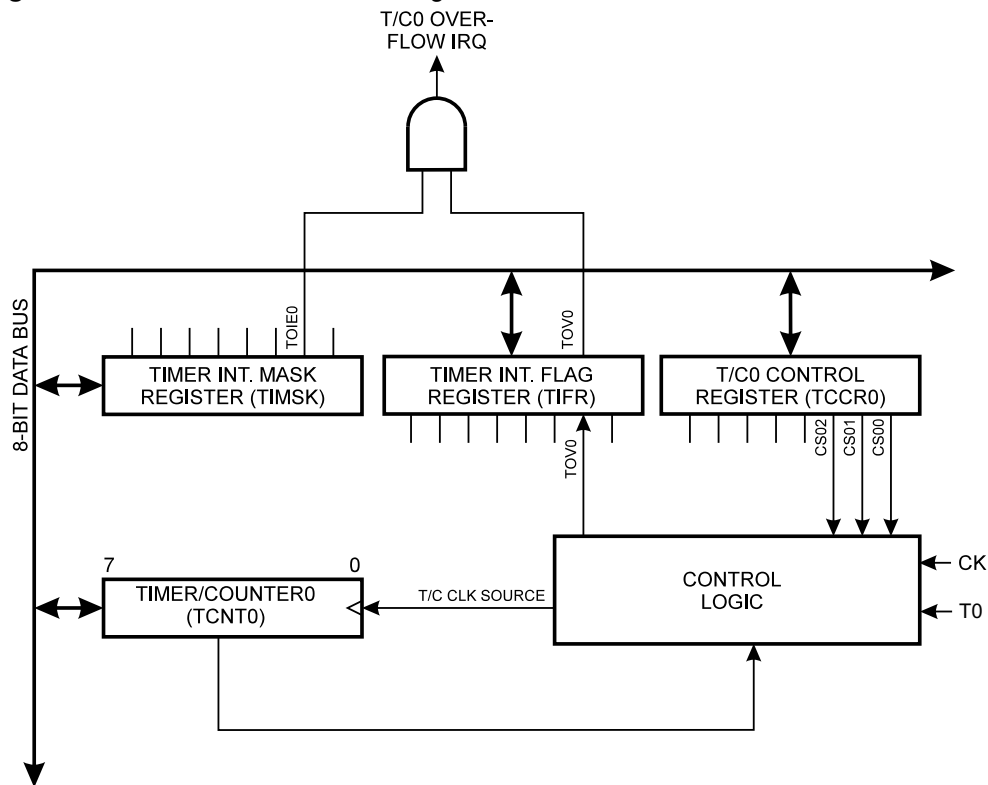 T/C0 OVER-
FLOW IRQ
8-BIT DATA BUS
TOIE0
TOV0
TIMER INT. MASK
REGISTER (TIMSK)
TIMER INT. FLAG
REGISTER (TIFR)
T/C0 CONTROL
REGISTER (TCCR0)
TOV0
CS02
CS01
CS00
7
0
TIMER/COUNTER0
(TCNT0)
T/C CLK SOURCE
CONTROL
LOGIC
CK
T0